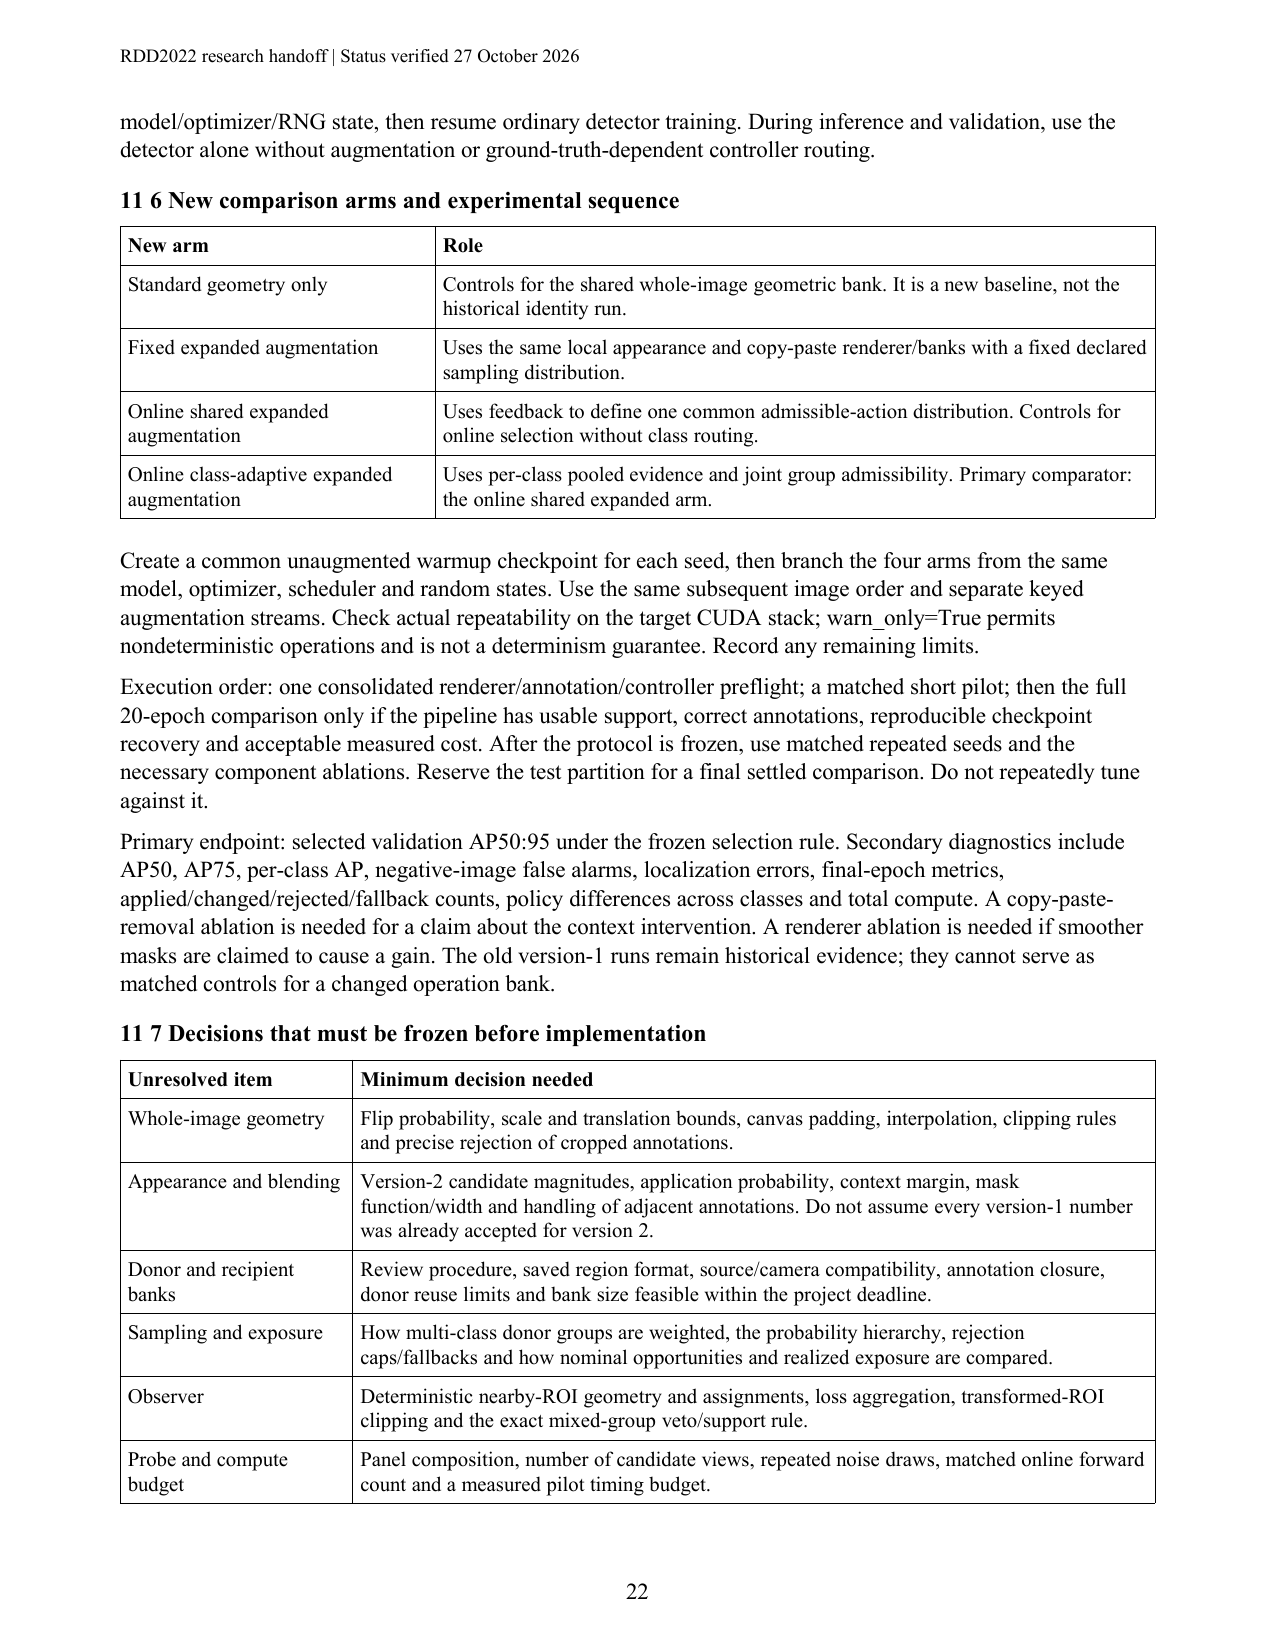 RDD2022 research handoff | Status verified 27 October 2026
model/optimizer/RNG state, then resume ordinary detector training. During inference and validation, use the
detector alone without augmentation or ground-truth-dependent controller routing.
11 6 New comparison arms and experimental sequence
New arm
Role
Standard geometry only
Controls for the shared whole-image geometric bank. It is a new baseline, not the
historical identity run.
Fixed expanded augmentation
Uses the same local appearance and copy-paste renderer/banks with a fixed declared
sampling distribution.
Online shared expanded
augmentation
Uses feedback to define one common admissible-action distribution. Controls for
online selection without class routing.
Online class-adaptive expanded
augmentation
Uses per-class pooled evidence and joint group admissibility. Primary comparator:
the online shared expanded arm.
Create a common unaugmented warmup checkpoint for each seed, then branch the four arms from the same
model, optimizer, scheduler and random states. Use the same subsequent image order and separate keyed
augmentation streams. Check actual repeatability on the target CUDA stack; warn_only=True permits
nondeterministic operations and is not a determinism guarantee. Record any remaining limits.
Execution order: one consolidated renderer/annotation/controller preflight; a matched short pilot; then the full
20-epoch comparison only if the pipeline has usable support, correct annotations, reproducible checkpoint
recovery and acceptable measured cost. After the protocol is frozen, use matched repeated seeds and the
necessary component ablations. Reserve the test partition for a final settled comparison. Do not repeatedly tune
against it.
Primary endpoint: selected validation AP50:95 under the frozen selection rule. Secondary diagnostics include
AP50, AP75, per-class AP, negative-image false alarms, localization errors, final-epoch metrics,
applied/changed/rejected/fallback counts, policy differences across classes and total compute. A copy-paste-
removal ablation is needed for a claim about the context intervention. A renderer ablation is needed if smoother
masks are claimed to cause a gain. The old version-1 runs remain historical evidence; they cannot serve as
matched controls for a changed operation bank.
11 7 Decisions that must be frozen before implementation
Unresolved item
Minimum decision needed
Whole-image geometry
Flip probability, scale and translation bounds, canvas padding, interpolation, clipping rules
and precise rejection of cropped annotations.
Appearance and blending
Version-2 candidate magnitudes, application probability, context margin, mask
function/width and handling of adjacent annotations. Do not assume every version-1 number
was already accepted for version 2.
Donor and recipient
banks
Review procedure, saved region format, source/camera compatibility, annotation closure,
donor reuse limits and bank size feasible within the project deadline.
Sampling and exposure
How multi-class donor groups are weighted, the probability hierarchy, rejection
caps/fallbacks and how nominal opportunities and realized exposure are compared.
Observer
Deterministic nearby-ROI geometry and assignments, loss aggregation, transformed-ROI
clipping and the exact mixed-group veto/support rule.
Probe and compute
budget
Panel composition, number of candidate views, repeated noise draws, matched online forward
count and a measured pilot timing budget.
22